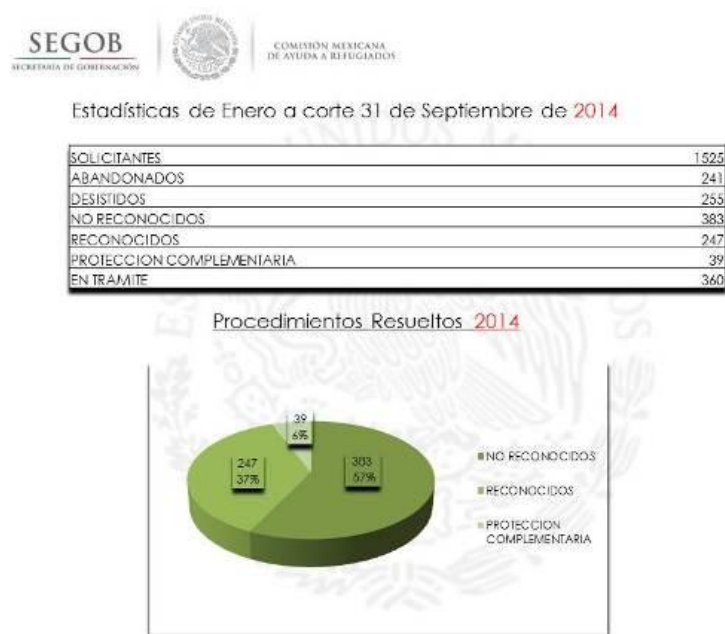 SEGOB
SECRETARÍA DE GOBERNACIÓN
COMISIÓN MEXICANA
DE AYUDA A REFUGIADOS
Estadísticas de Enero a corte 31 de Septiembre de 2014
SOLICITANTES 1525
ABANDONADOS 241
DESISTIDOS 255
NO RECONOCIDOS 383
RECONOCIDOS 247
PROTECCION COMPLEMENTARIA 39
EN TRAMITE 360
Procedimientos Resueltos 2014
39
6%
247
37%
383
57%
NO RECONOCIDOS
RECONOCIDOS
PROTECCION
COMPLEMENTARIA